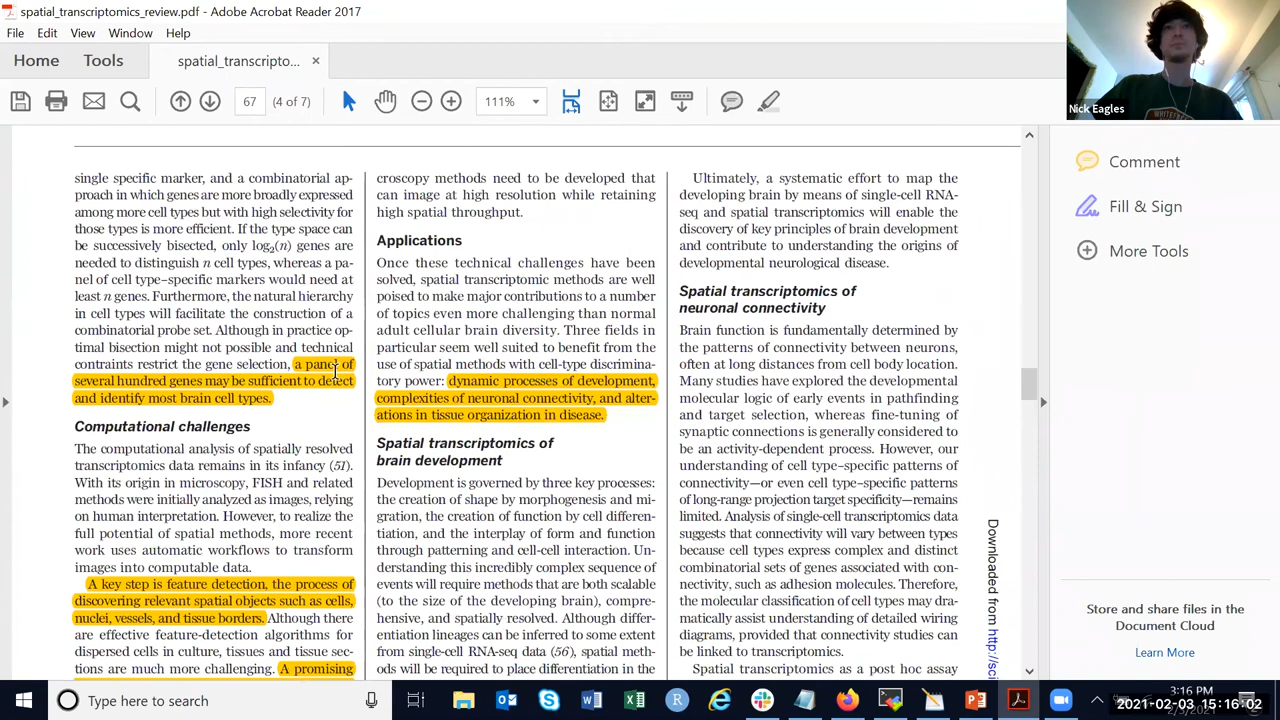 spatial_transcriptomics_review.pdf - Adobe Acrobat Reader 2017
File Edit View Window Help
Home Tools spatial_transcripto... ×
67 (4 of 7) 111%
Nick Eagles
single specific marker, and a combinatorial ap-
proach in which genes are more broadly expressed
among more cell types but with high selectivity for
those types is more efficient. If the type space can
be successively bisected, only log2(n) genes are
needed to distinguish n cell types, whereas a pa-
nel of cell type–specific markers would need at
least n genes. Furthermore, the natural hierarchy
in cell types will facilitate the construction of a
combinatorial probe set. Although in practice op-
timal bisection might not possible and technical
contraints restrict the gene selection, a panel of
several hundred genes may be sufficient to detect
and identify most brain cell types.
Computational challenges
The computational analysis of spatially resolved
transcriptomics data remains in its infancy (51).
With its origin in microscopy, FISH and related
methods were initially analyzed as images, relying
on human interpretation. However, to realize the
full potential of spatial methods, more recent
work uses automatic workflows to transform
images into computable data.
A key step is feature detection, the process of
discovering relevant spatial objects such as cells,
nuclei, vessels, and tissue borders. Although there
are effective feature-detection algorithms for
dispersed cells in culture, tissues and tissue sec-
tions are much more challenging. A promising
croscopy methods need to be developed that
can image at high resolution while retaining
high spatial throughput.
Applications
Once these technical challenges have been
solved, spatial transcriptomic methods are well
poised to make major contributions to a number
of topics even more challenging than normal
adult cellular brain diversity. Three fields in
particular seem well suited to benefit from the
use of spatial methods with cell-type discrimina-
tory power: dynamic processes of development,
complexities of neuronal connectivity, and alter-
ations in tissue organization in disease.
Spatial transcriptomics of
brain development
Development is governed by three key processes:
the creation of shape by morphogenesis and mi-
gration, the creation of function by cell differen-
tiation, and the interplay of form and function
through patterning and cell-cell interaction. Un-
derstanding this incredibly complex sequence of
events will require methods that are both scalable
(to the size of the developing brain), compre-
hensive, and spatially resolved. Although differ-
entiation lineages can be inferred to some extent
from single-cell RNA-seq data (56), spatial meth-
ods will be required to place differentiation in the
Ultimately, a systematic effort to map the
developing brain by means of single-cell RNA-
seq and spatial transcriptomics will enable the
discovery of key principles of brain development
and contribute to understanding the origins of
developmental neurological disease.
Spatial transcriptomics of
neuronal connectivity
Brain function is fundamentally determined by
the patterns of connectivity between neurons,
often at long distances from cell body location.
Many studies have explored the developmental
molecular logic of early events in pathfinding
and target selection, whereas fine-tuning of
synaptic connections is generally considered to
be an activity-dependent process. However, our
understanding of cell type–specific patterns of
connectivity—or even cell type–specific patterns
of long-range projection target specificity—remains
limited. Analysis of single-cell transcriptomics data
suggests that connectivity will vary between types
because cell types express complex and distinct
combinatorial sets of genes associated with con-
nectivity, such as adhesion molecules. Therefore,
the molecular classification of cell types may dra-
matically assist understanding of detailed wiring
diagrams, provided that connectivity studies can
be linked to transcriptomics.
Spatial transcriptomics as a post hoc assay
Downloaded from http://sci
Comment
Fill & Sign
More Tools
Store and share files in the
Document Cloud
Learn More
Type here to search
3:16 PM
2021-02-03 15:16:02